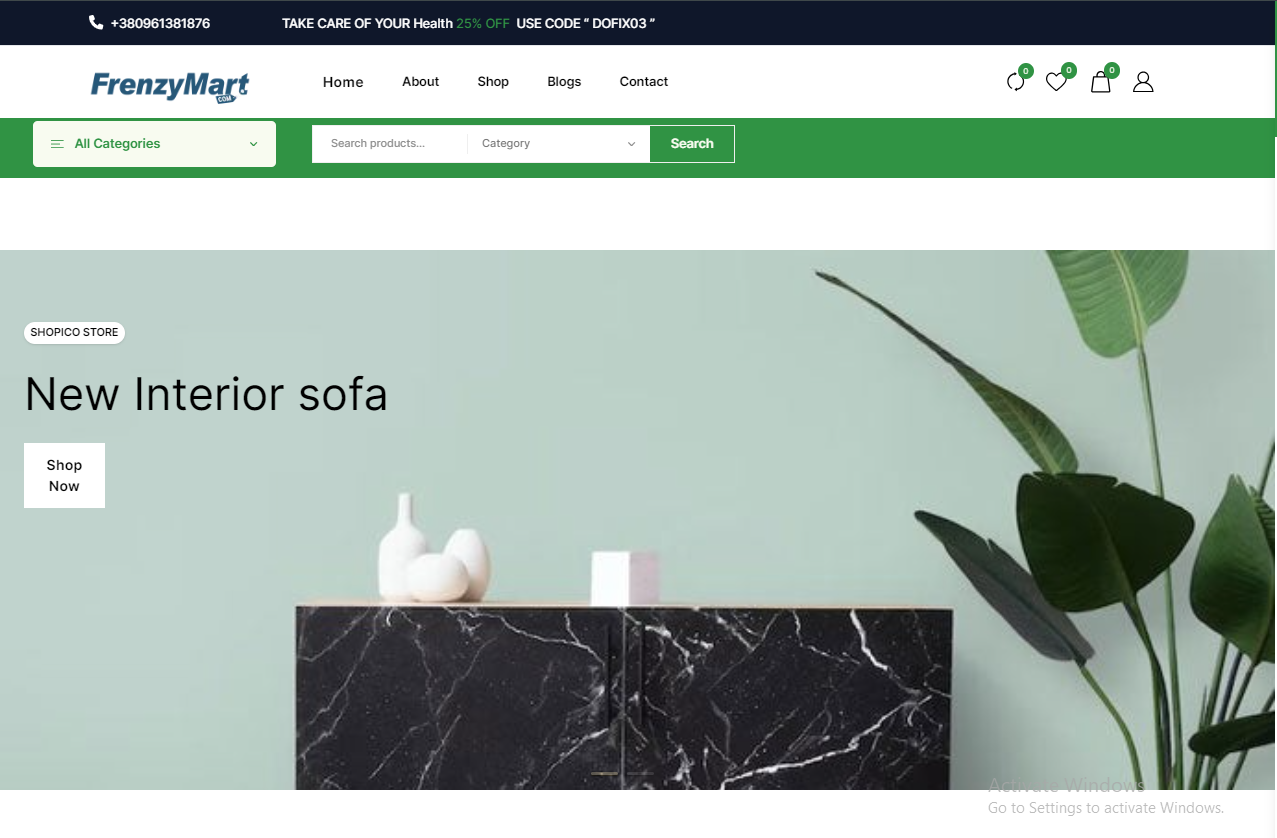 +380961381876
TAKE CARE OF YOUR Health 25% OFF USE CODE “ DOFIX03 ”
FrenzyMart
.COM
Home
About
Shop
Blogs
Contact
0
0
0
All Categories
Search products...
Category
Search
SHOPICO STORE
New Interior sofa
Shop
Now
Activate Windows
Go to Settings to activate Windows.